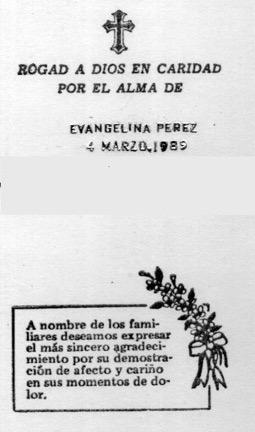 ROGAD A DIOS EN CARIDAD
POR EL ALMA DE
EVANGELINA PEREZ
4 MARZO,1989
A nombre de los fami-
liares deseamos expresar
el más sincero agradeci-
miento por su demostra-
ción de afecto y cariño
en sus momentos de do-
lor.